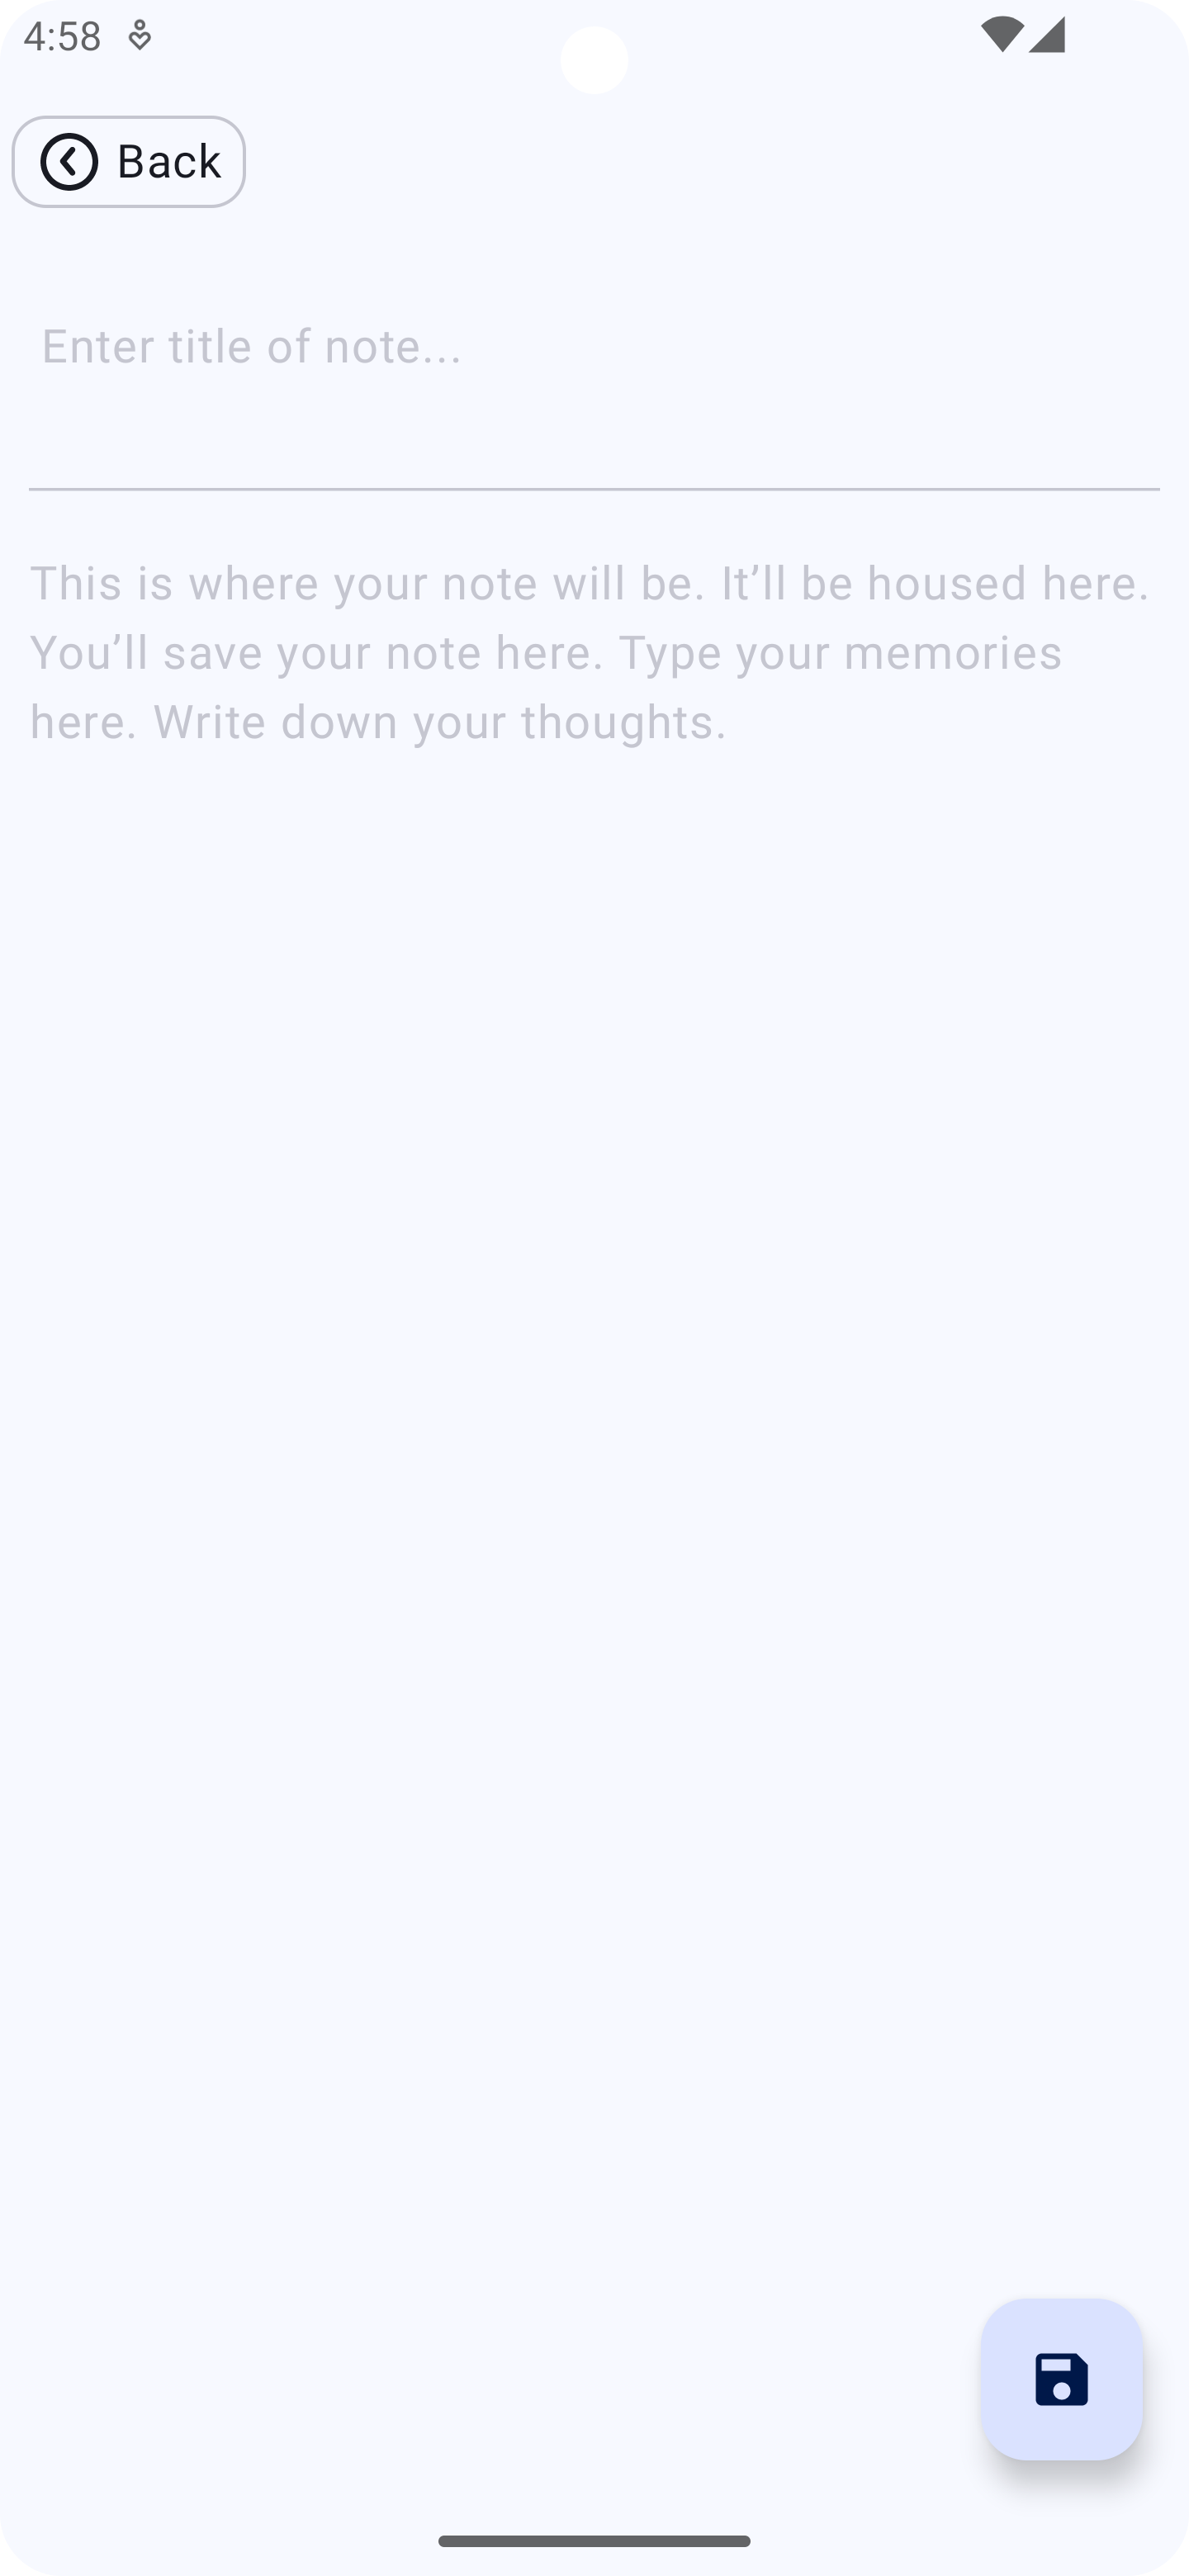 4:58
Back
Enter title of note...
This is where your note will be. It’ll be housed here.
You’ll save your note here. Type your memories
here. Write down your thoughts.